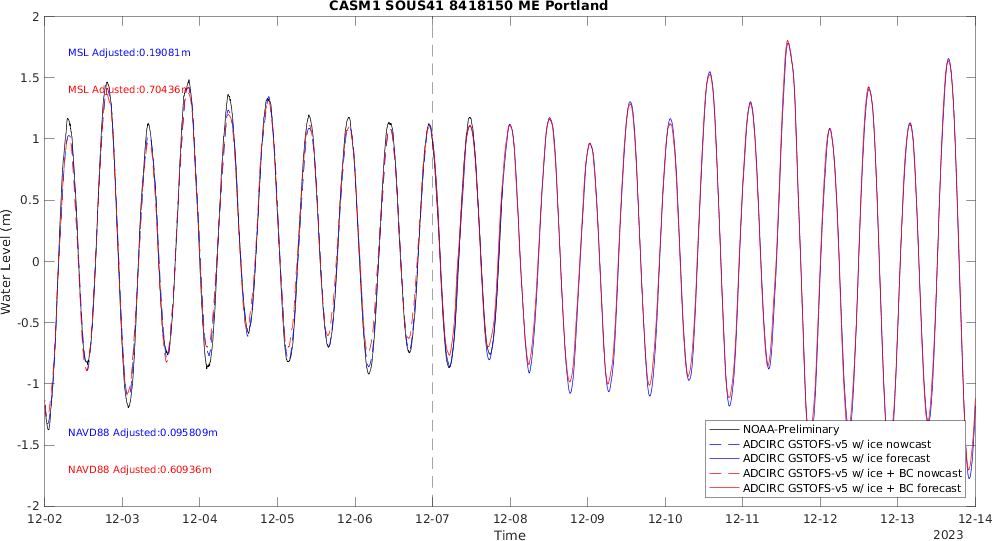 CASM1 SOUS41 8418150 ME Portland
2
MSL Adjusted:0.19081m
1.5
MSL Adjusted:0.70436m
1
0.5
0
Water Level (m)
-0.5
-1
NAVD88 Adjusted:0.095809m
-1.5
NAVD88 Adjusted:0.60936m
-2
NOAA-Preliminary
ADCIRC GSTOFS-v5 w/ ice nowcast
ADCIRC GSTOFS-v5 w/ ice forecast
ADCIRC GSTOFS-v5 w/ ice + BC nowcast
ADCIRC GSTOFS-v5 w/ ice + BC forecast
12-02 12-03 12-04 12-05 12-06 12-07 12-08 12-09 12-10 12-11 12-12 12-13 12-14
Time
2023